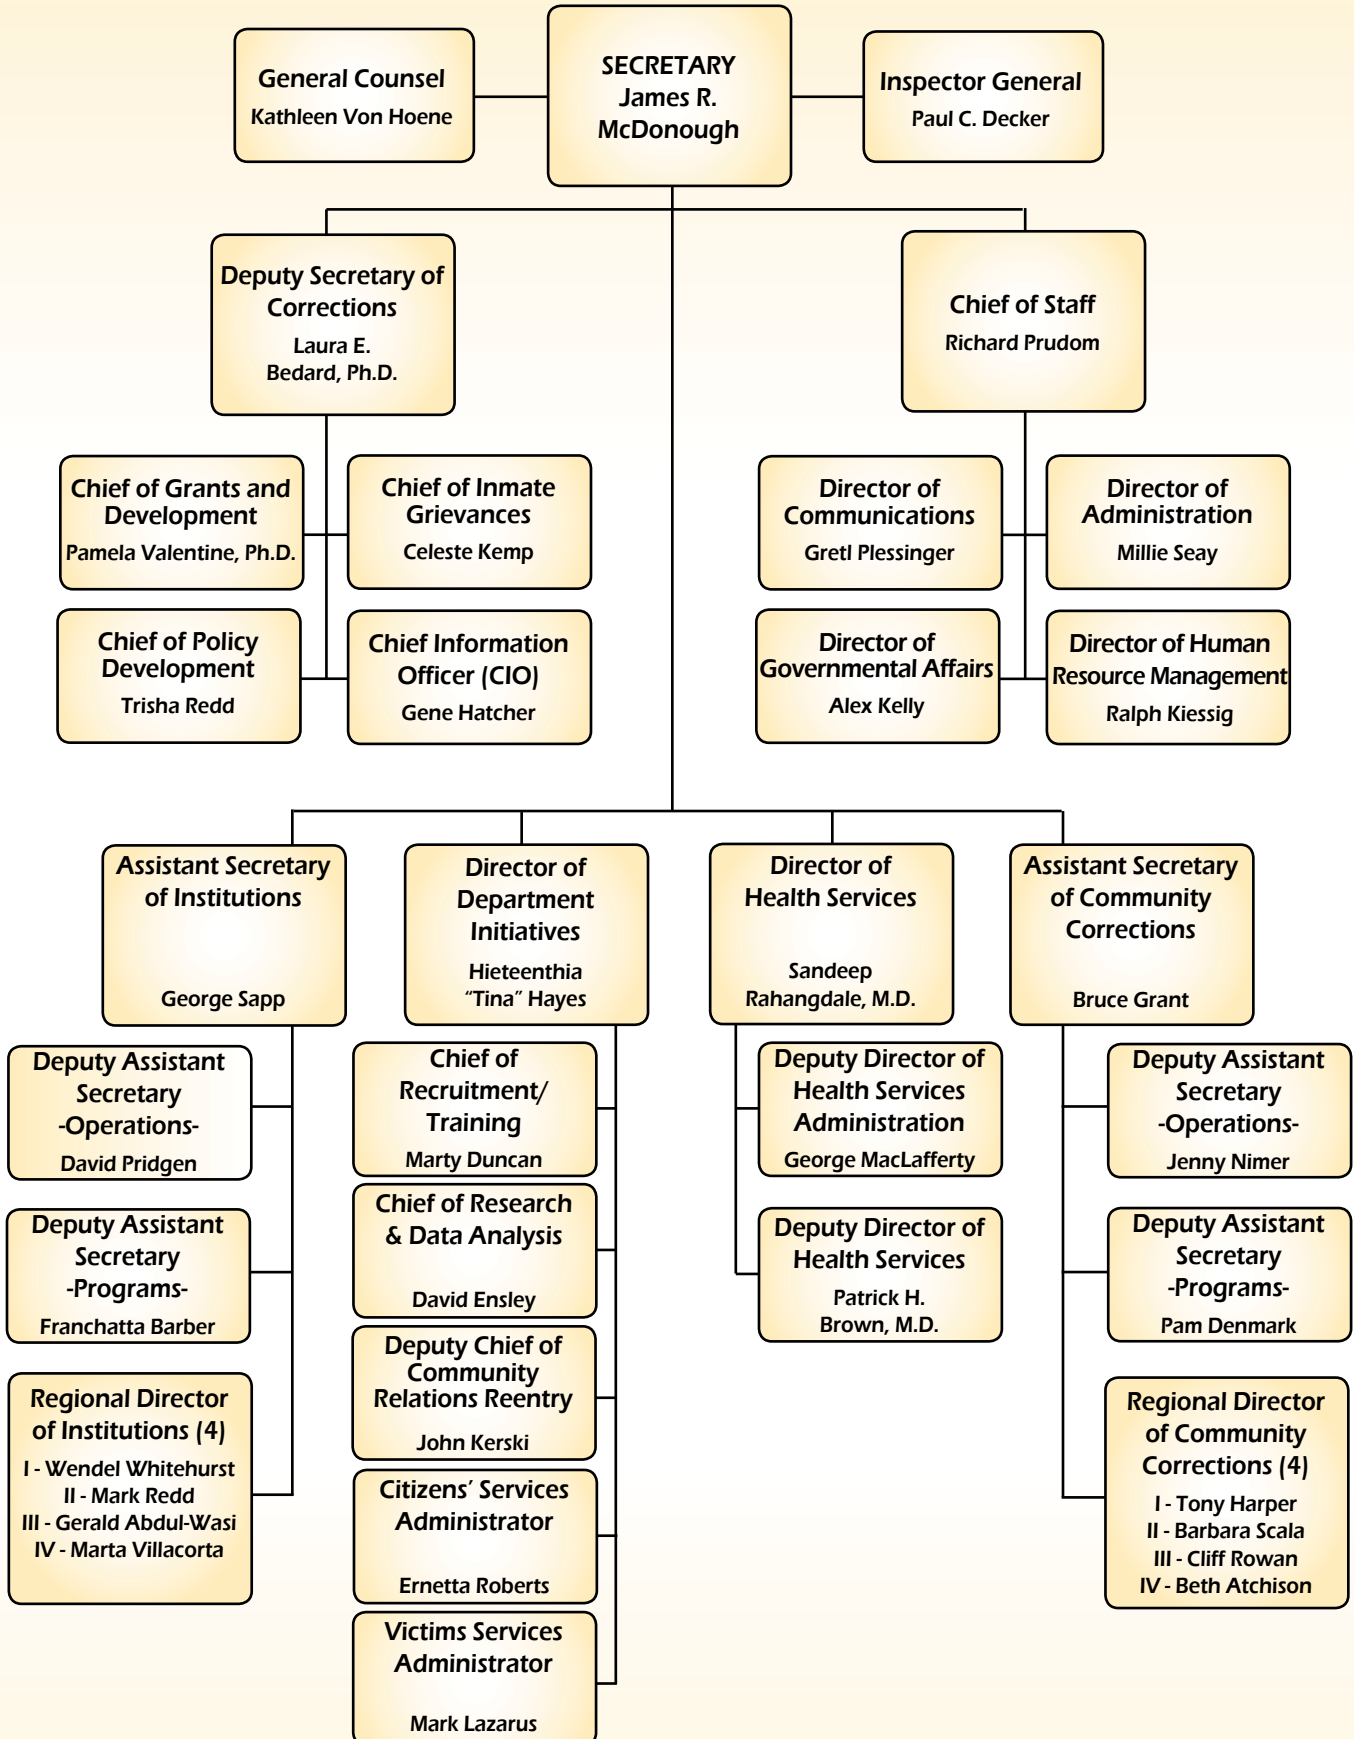 General Counsel
Kathleen Von Hoene
SECRETARY
James R.
McDonough
Inspector General
Paul C. Decker
Deputy Secretary of
Corrections
Laura E.
Bedard, Ph.D.
Chief of Staff
Richard Prudom
Chief of Grants and
Development
Pamela Valentine, Ph.D.
Chief of Inmate
Grievances
Celeste Kemp
Director of
Communications
Gretl Plessinger
Director of
Administration
Millie Seay
Chief of Policy
Development
Trisha Redd
Chief Information
Officer (CIO)
Gene Hatcher
Director of
Governmental Affairs
Alex Kelly
Director of Human
Resource Management
Ralph Kiessig
Assistant Secretary
of Institutions
George Sapp
Director of
Department
Initiatives
Hieteenthia
“Tina” Hayes
Director of
Health Services
Sandeep
Rahangdale, M.D.
Assistant Secretary
of Community
Corrections
Bruce Grant
Deputy Assistant
Secretary
-Operations-
David Pridgen
Deputy Assistant
Secretary
-Programs-
Franchatta Barber
Regional Director
of Institutions (4)
I - Wendel Whitehurst
II - Mark Redd
III - Gerald Abdul-Wasi
IV - Marta Villacorta
Chief of
Recruitment/
Training
Marty Duncan
Chief of Research
& Data Analysis
David Ensley
Deputy Chief of
Community
Relations Reentry
John Kerski
Citizens’ Services
Administrator
Ernetta Roberts
Victims Services
Administrator
Mark Lazarus
Deputy Director of
Health Services
Administration
George MacLafferty
Deputy Director of
Health Services
Patrick H.
Brown, M.D.
Deputy Assistant
Secretary
-Operations-
Jenny Nimer
Deputy Assistant
Secretary
-Programs-
Pam Denmark
Regional Director
of Community
Corrections (4)
I - Tony Harper
II - Barbara Scala
III - Cliff Rowan
IV - Beth Atchison